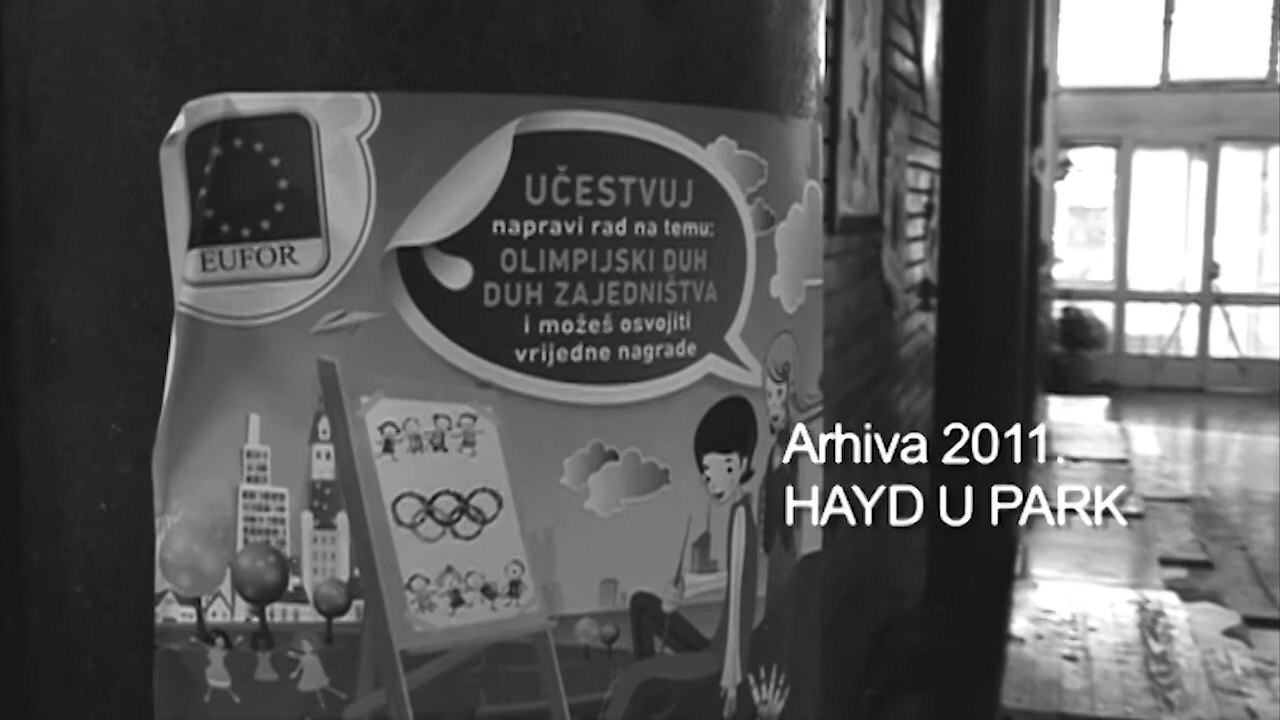 EUFOR
UČESTVUJ
napravi rad na temu:
OLIMPIJSKI DUH
DUH ZAJEDNIŠTVA
i možeš osvojiti
vrijedne nagrade
Arhiva 2011.
HAYD U PARK